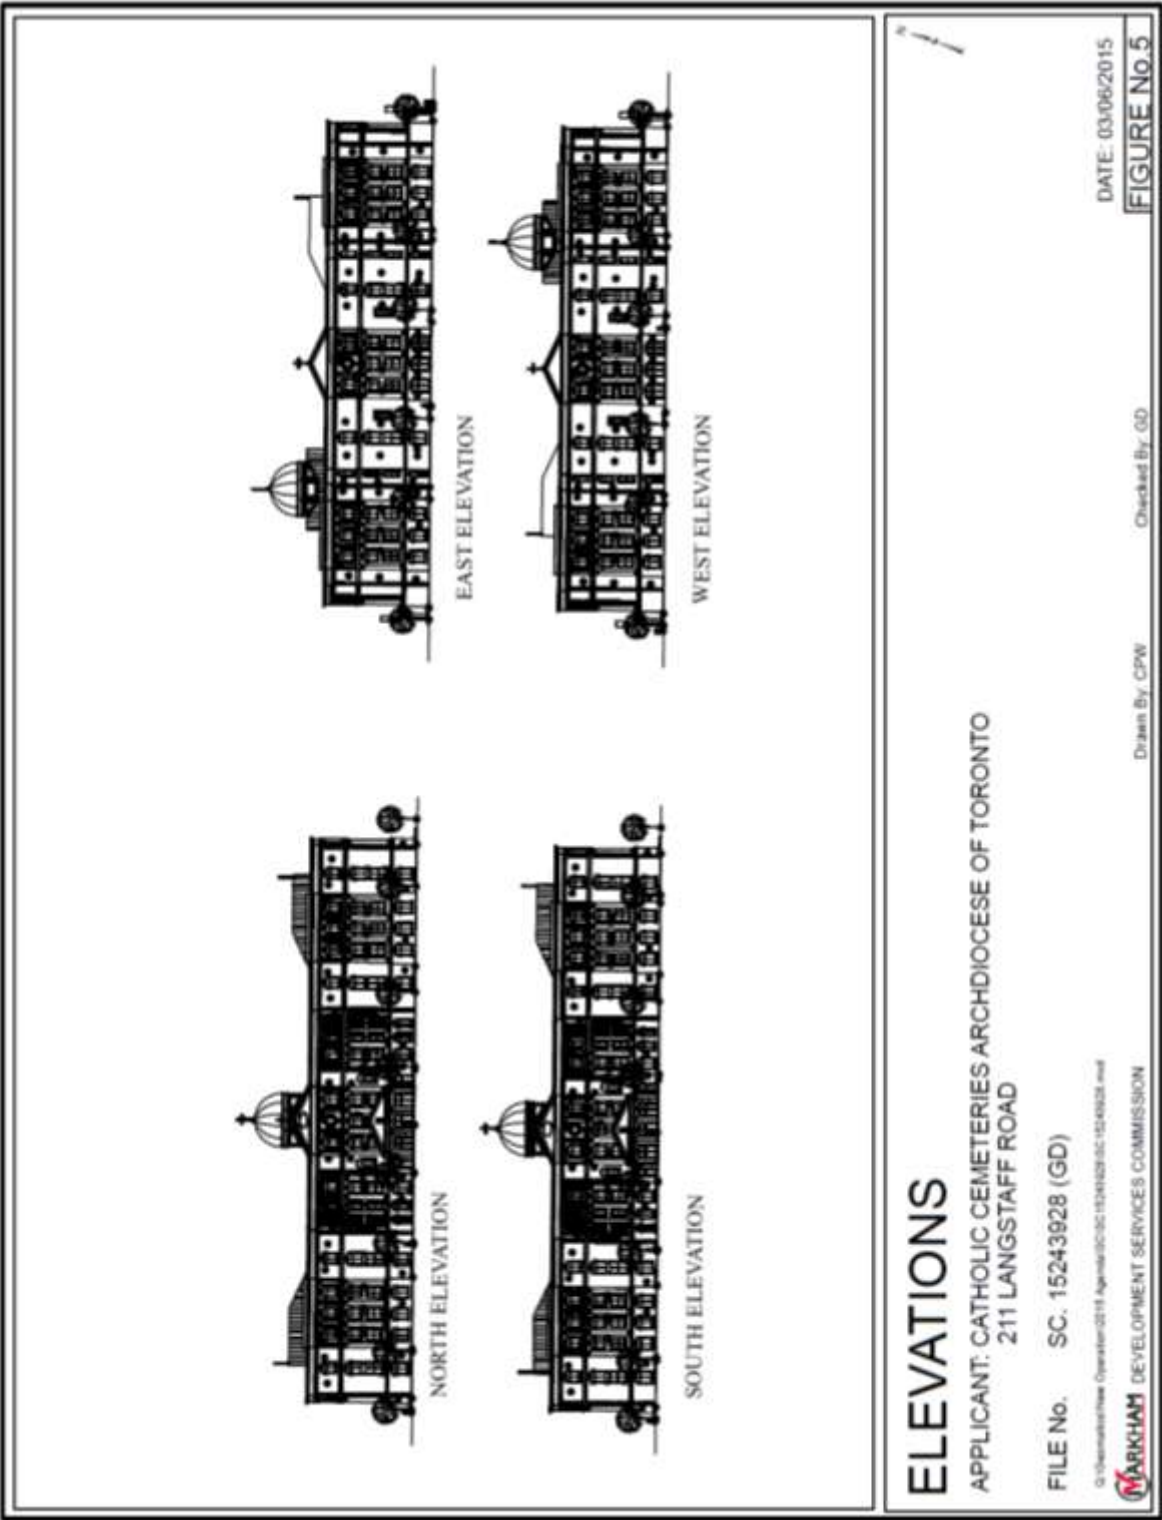 NORTH ELEVATION
EAST ELEVATION
SOUTH ELEVATION
WEST ELEVATION
ELEVATIONS
APPLICANT: CATHOLIC CEMETERIES ARCHDIOCESE OF TORONTO
211 LANGSTAFF ROAD
FILE No. SC. 15243928 (GD)
DATE: 03/06/2015
MARKHAM DEVELOPMENT SERVICES COMMISSION
Drawn By: CPW
Checked By: GD
FIGURE No.5
N